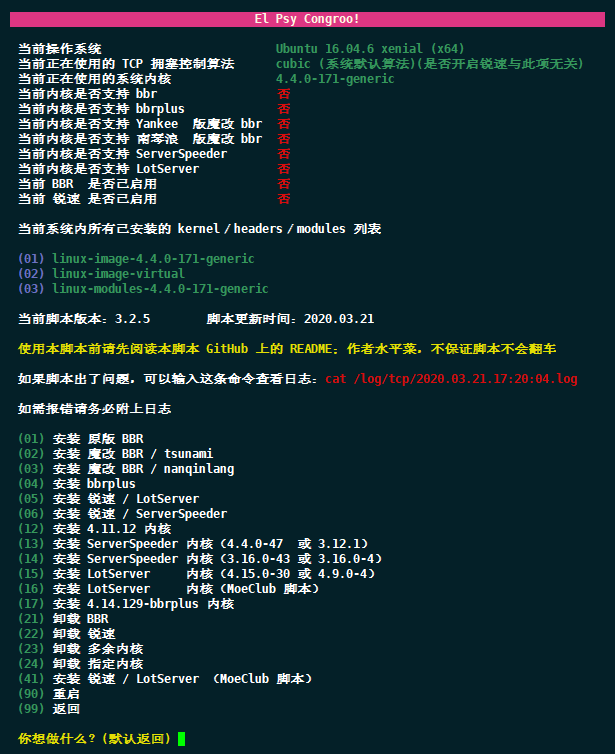 El Psy Congroo!
当前操作系统 Ubuntu 16.04.6 xenial (x64)
当前正在使用的 TCP 拥塞控制算法 cubic (系统默认算法)(是否开启锐速与此项无关)
当前正在使用的系统内核 4.4.0-171-generic
当前内核是否支持 bbr 否
当前内核是否支持 bbrplus 否
当前内核是否支持 Yankee 版魔改 bbr 否
当前内核是否支持 南琴浪 版魔改 bbr 否
当前内核是否支持 ServerSpeeder 否
当前内核是否支持 LotServer 否
当前 BBR 是否已启用 否
当前 锐速 是否已启用 否
当前系统内所有已安装的 kernel / headers / modules 列表
(01) linux-image-4.4.0-171-generic
(02) linux-image-virtual
(03) linux-modules-4.4.0-171-generic
当前脚本版本：3.2.5 脚本更新时间：2020.03.21
使用本脚本前请先阅读本脚本 GitHub 上的 README；作者水平菜，不保证脚本不会翻车
如果脚本出了问题，可以输入这条命令查看日志：cat /log/tcp/2020.03.21.17:20:04.log
如需报错请务必附上日志
(01) 安装 原版 BBR
(02) 安装 魔改 BBR / tsunami
(03) 安装 魔改 BBR / nanqinlang
(04) 安装 bbrplus
(05) 安装 锐速 / LotServer
(06) 安装 锐速 / ServerSpeeder
(12) 安装 4.11.12 内核
(13) 安装 ServerSpeeder 内核（4.4.0-47 或 3.12.1）
(14) 安装 ServerSpeeder 内核（3.16.0-43 或 3.16.0-4）
(15) 安装 LotServer 内核（4.15.0-30 或 4.9.0-4）
(16) 安装 LotServer 内核（MoeClub 脚本）
(17) 安装 4.14.129-bbrplus 内核
(21) 卸载 BBR
(22) 卸载 锐速
(23) 卸载 多余内核
(24) 卸载 指定内核
(41) 安装 锐速 / LotServer （MoeClub 脚本）
(90) 重启
(99) 返回
你想做什么？(默认返回)